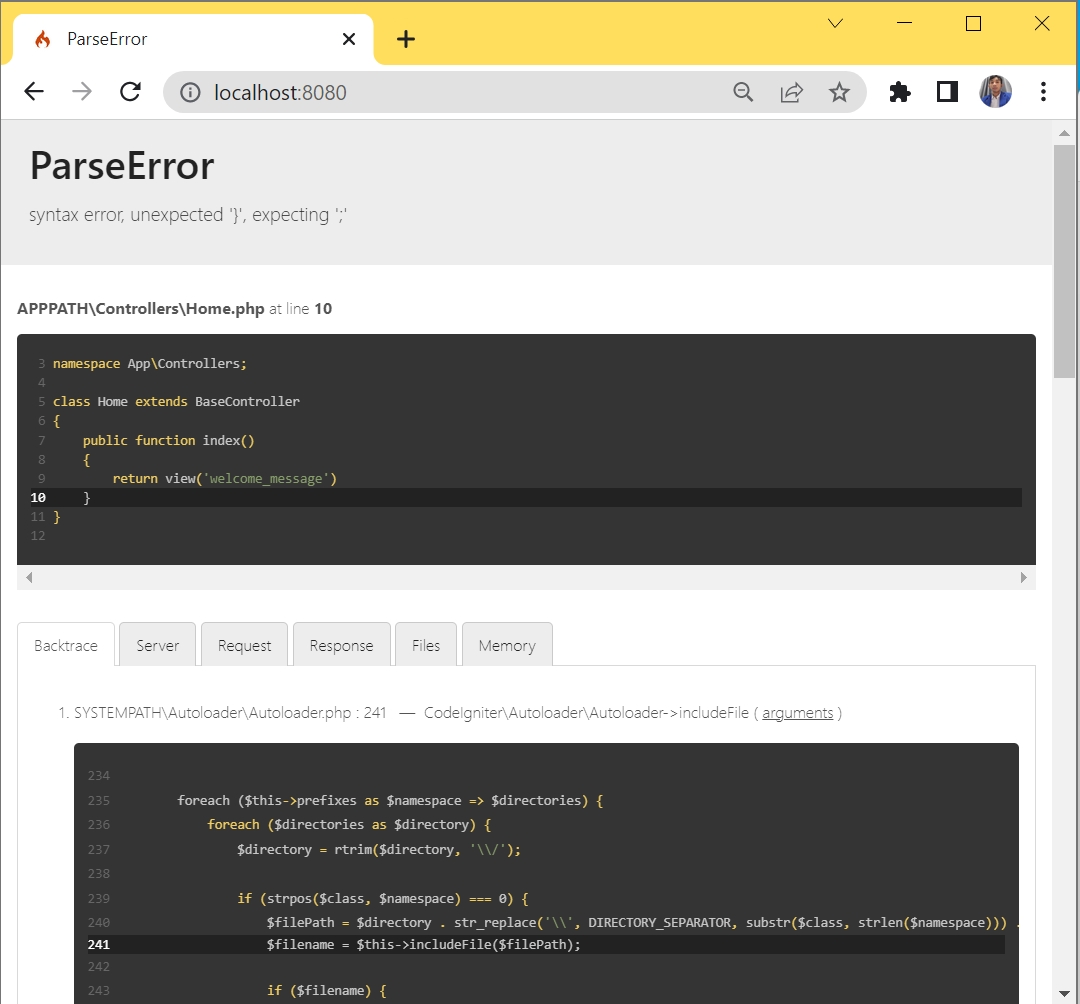 ParseError
localhost:8080
ParseError
syntax error, unexpected '}', expecting ';'
APPPATH\Controllers\Home.php at line 10
3 namespace App\Controllers;
4
5 class Home extends BaseController
6 {
7 public function index()
8 {
9 return view('welcome_message')
10 }
11 }
12
Backtrace Server Request Response Files Memory
1. SYSTEMPATH\Autoloader\Autoloader.php : 241 — CodeIgniter\Autoloader\Autoloader->includeFile ( arguments )
234
235 foreach ($this->prefixes as $namespace => $directories) {
236 foreach ($directories as $directory) {
237 $directory = rtrim($directory, '\\/');
238
239 if (strpos($class, $namespace) === 0) {
240 $filePath = $directory . str_replace('\\', DIRECTORY_SEPARATOR, substr($class, strlen($namespace))) .
241 $filename = $this->includeFile($filePath);
242
243 if ($filename) {